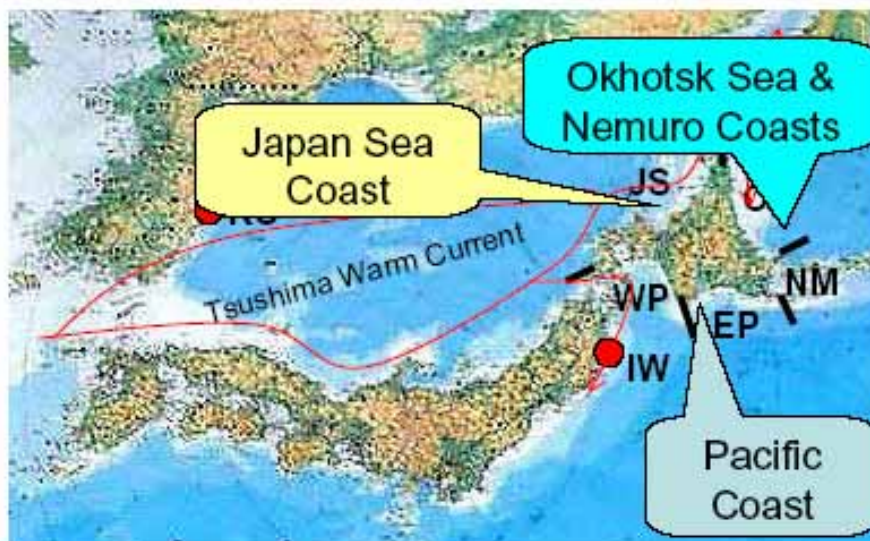 Okhotsk Sea &
Nemuro Coasts
Japan Sea
Coast
JS
Tsushima Warm Current
NM
WP
EP
IW
Pacific
Coast